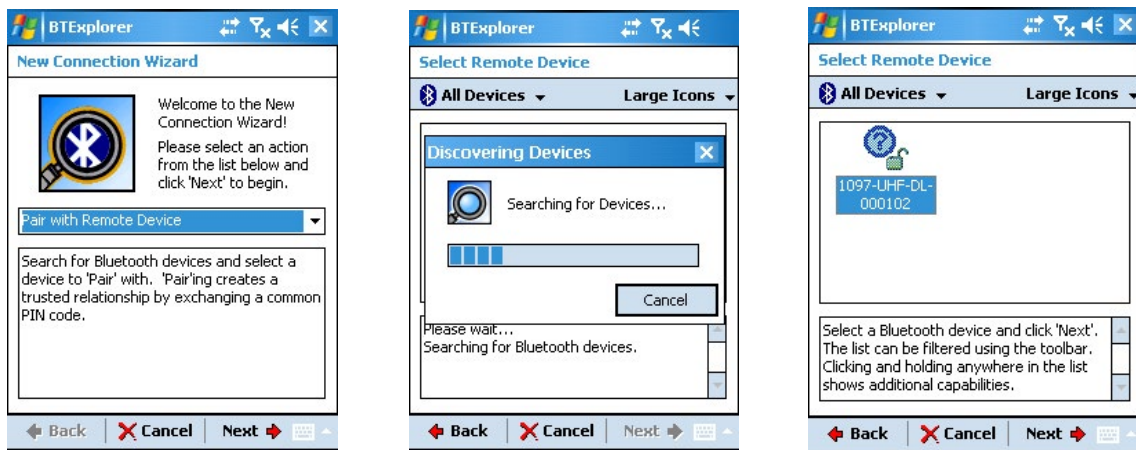 BTExplorer
New Connection Wizard
Welcome to the New
Connection Wizard!
Please select an action
from the list below and
click 'Next' to begin.
Pair with Remote Device
Search for Bluetooth devices and select a
device to 'Pair' with. 'Pair'ing creates a
trusted relationship by exchanging a common
PIN code.
Back Cancel Next
BTExplorer
Select Remote Device
All Devices Large Icons
Discovering Devices
Searching for Devices...
Cancel
Please wait...
Searching for Bluetooth devices.
Back Cancel Next
BTExplorer
Select Remote Device
All Devices Large Icons
1097-UHF-DL-
000102
Select a Bluetooth device and click 'Next'.
The list can be filtered using the toolbar.
Clicking and holding anywhere in the list
shows additional capabilities.
Back Cancel Next